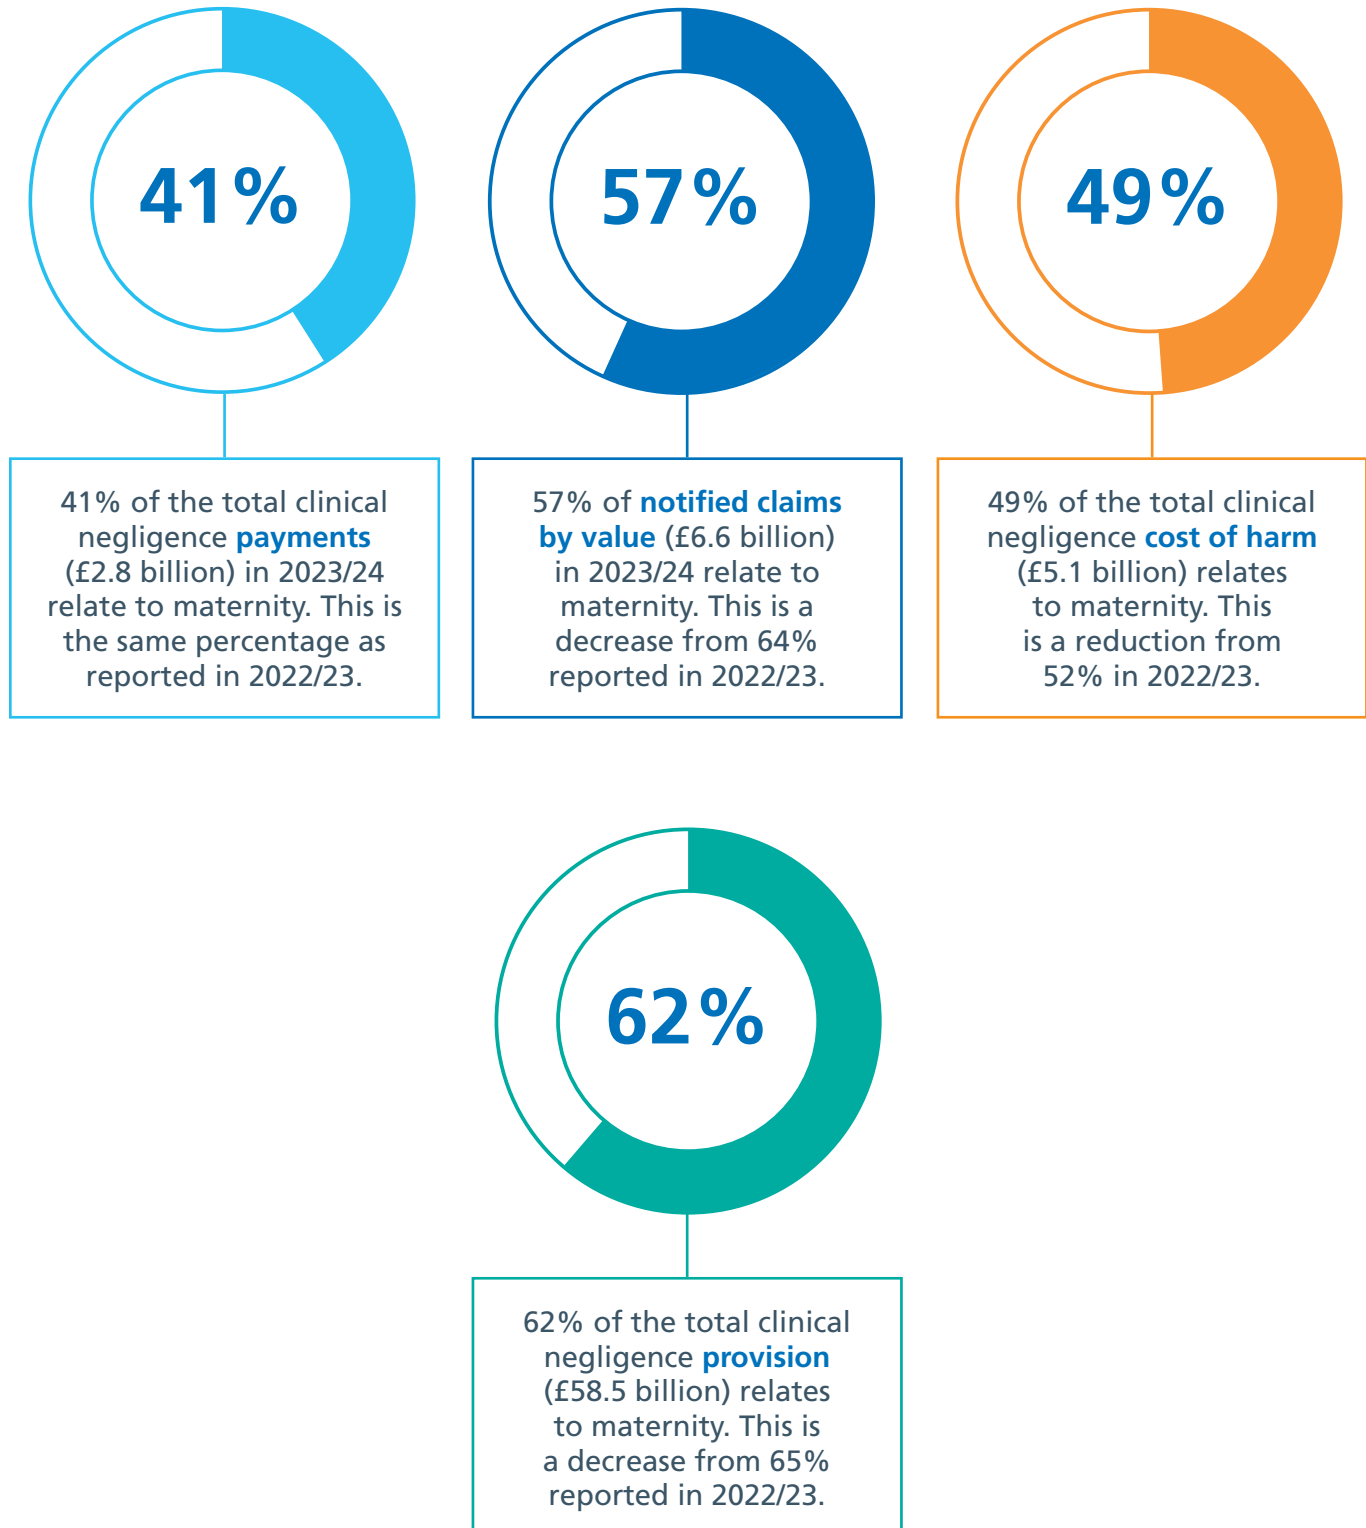 41%
57%
49%
41% of the total clinical
negligence payments
(£2.8 billion) in 2023/24
relate to maternity. This is
the same percentage as
reported in 2022/23.
57% of notified claims
by value (£6.6 billion)
in 2023/24 relate to
maternity. This is a
decrease from 64%
reported in 2022/23.
49% of the total clinical
negligence cost of harm
(£5.1 billion) relates
to maternity. This
is a reduction from
52% in 2022/23.
62%
62% of the total clinical
negligence provision
(£58.5 billion) relates
to maternity. This is
a decrease from 65%
reported in 2022/23.